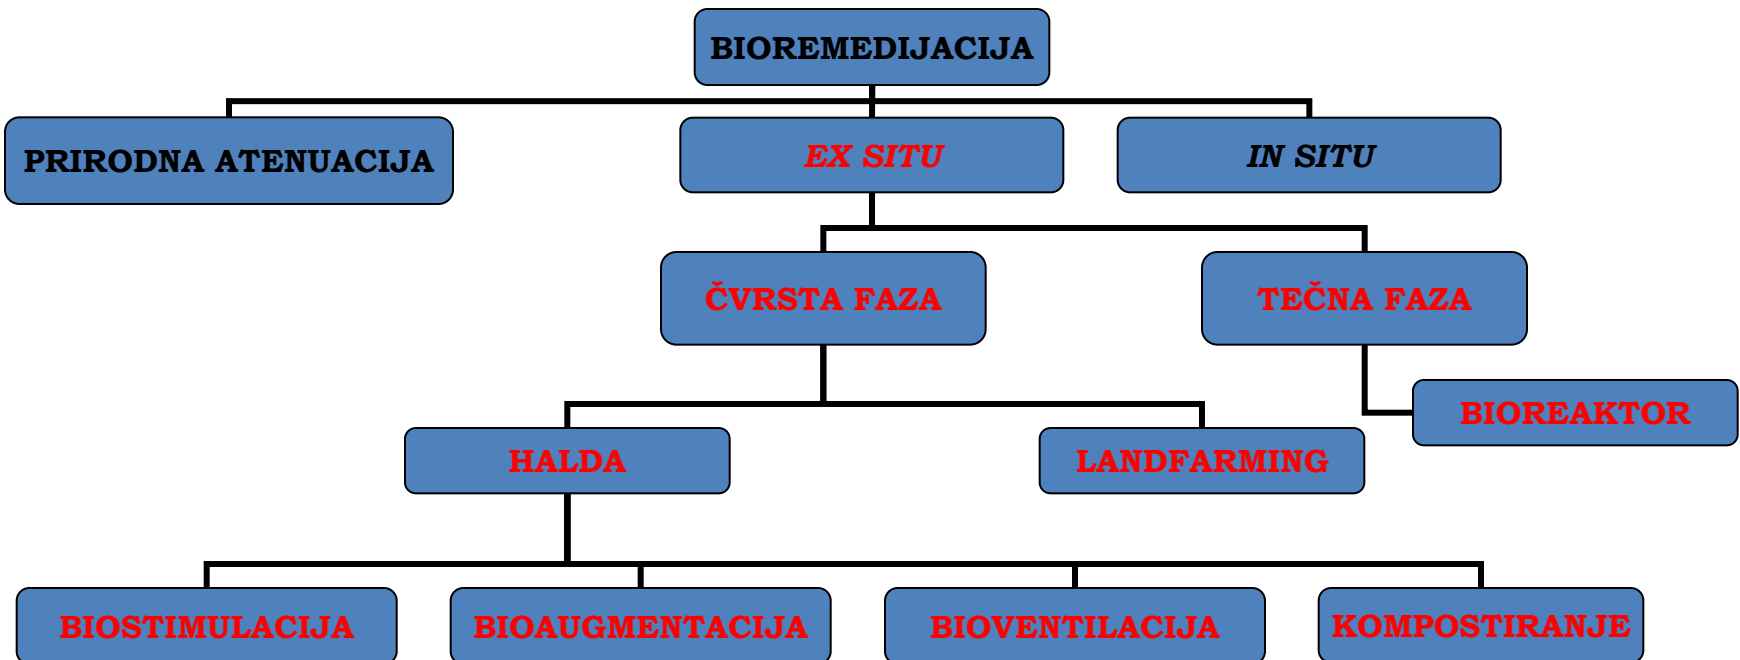 BIOREMEDIJACIJA
PRIRODNA ATENUACIJA
EX SITU
IN SITU
ČVRSTA FAZA
TEČNA FAZA
BIOREAKTOR
HALDA
LANDFARMING
BIOSTIMULACIJA
BIOAUGMENTACIJA
BIOVENTILACIJA
KOMPOSTIRANJE